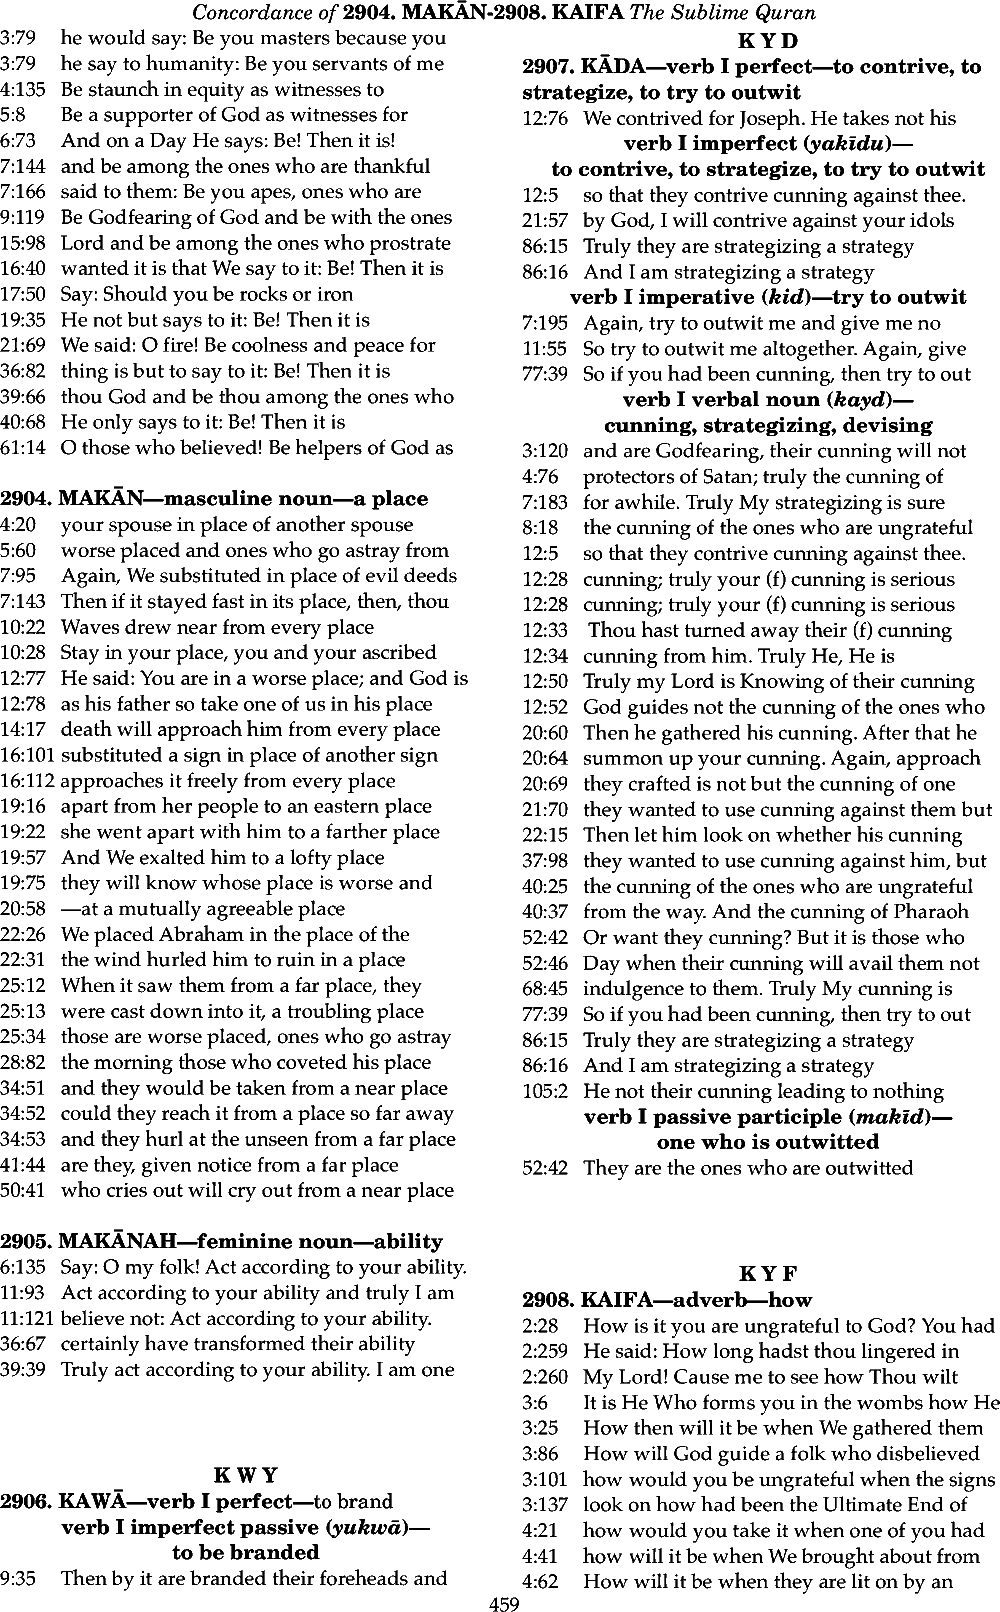 Concordance of 2904. MAKĀN-2908. KAIFA The Sublime Quran
3:79 he would say: Be you masters because you
3:79 he say to humanity: Be you servants of me
4:135 Be staunch in equity as witnesses to
5:8 Be a supporter of God as witnesses for
6:73 And on a Day He says: Be! Then it is!
7:144 and be among the ones who are thankful
7:166 said to them: Be you apes, ones who are
9:119 Be Godfearing of God and be with the ones
15:98 Lord and be among the ones who prostrate
16:40 wanted it is that We say to it: Be! Then it is
17:50 Say: Should you be rocks or iron
19:35 He not but says to it: Be! Then it is
21:69 We said: O fire! Be coolness and peace for
36:82 thing is but to say to it: Be! Then it is
39:66 thou God and be thou among the ones who
40:68 He only says to it: Be! Then it is
61:14 O those who believed! Be helpers of God as
2904. MAKĀN—masculine noun—a place
4:20 your spouse in place of another spouse
5:60 worse placed and ones who go astray from
7:95 Again, We substituted in place of evil deeds
7:143 Then if it stayed fast in its place, then, thou
10:22 Waves drew near from every place
10:28 Stay in your place, you and your ascribed
12:77 He said: You are in a worse place; and God is
12:78 as his father so take one of us in his place
14:17 death will approach him from every place
16:101 substituted a sign in place of another sign
16:112 approaches it freely from every place
19:16 apart from her people to an eastern place
19:22 she went apart with him to a farther place
19:57 And We exalted him to a lofty place
19:75 they will know whose place is worse and
20:58 —at a mutually agreeable place
22:26 We placed Abraham in the place of the
22:31 the wind hurled him to ruin in a place
25:12 When it saw them from a far place, they
25:13 were cast down into it, a troubling place
25:34 those are worse placed, ones who go astray
28:82 the morning those who coveted his place
34:51 and they would be taken from a near place
34:52 could they reach it from a place so far away
34:53 and they hurl at the unseen from a far place
41:44 are they, given notice from a far place
50:41 who cries out will cry out from a near place
2905. MAKĀNAH—feminine noun—ability
6:135 Say: O my folk! Act according to your ability.
11:93 Act according to your ability and truly I am
11:121 believe not: Act according to your ability.
36:67 certainly have transformed their ability
39:39 Truly act according to your ability. I am one
K W Y
2906. KAWĀ—verb I perfect—to brand
verb I imperfect passive (yukwā)—
to be branded
9:35 Then by it are branded their foreheads and
K Y D
2907. KĀDA—verb I perfect—to contrive, to
strategize, to try to outwit
12:76 We contrived for Joseph. He takes not his
verb I imperfect (yakīdu)—
to contrive, to strategize, to try to outwit
12:5 so that they contrive cunning against thee.
21:57 by God, I will contrive against your idols
86:15 Truly they are strategizing a strategy
86:16 And I am strategizing a strategy
verb I imperative (kid)—try to outwit
7:195 Again, try to outwit me and give me no
11:55 So try to outwit me altogether. Again, give
77:39 So if you had been cunning, then try to out
verb I verbal noun (kayd)—
cunning, strategizing, devising
3:120 and are Godfearing, their cunning will not
4:76 protectors of Satan; truly the cunning of
7:183 for awhile. Truly My strategizing is sure
8:18 the cunning of the ones who are ungrateful
12:5 so that they contrive cunning against thee.
12:28 cunning; truly your (f) cunning is serious
12:28 cunning; truly your (f) cunning is serious
12:33 Thou hast turned away their (f) cunning
12:34 cunning from him. Truly He, He is
12:50 Truly my Lord is Knowing of their cunning
12:52 God guides not the cunning of the ones who
20:60 Then he gathered his cunning. After that he
20:64 summon up your cunning. Again, approach
20:69 they crafted is not but the cunning of one
21:70 they wanted to use cunning against them but
22:15 Then let him look on whether his cunning
37:98 they wanted to use cunning against him, but
40:25 the cunning of the ones who are ungrateful
40:37 from the way. And the cunning of Pharaoh
52:42 Or want they cunning? But it is those who
52:46 Day when their cunning will avail them not
68:45 indulgence to them. Truly My cunning is
77:39 So if you had been cunning, then try to out
86:15 Truly they are strategizing a strategy
86:16 And I am strategizing a strategy
105:2 He not their cunning leading to nothing
verb I passive participle (makīd)—
one who is outwitted
52:42 They are the ones who are outwitted
K Y F
2908. KAIFA—adverb—how
2:28 How is it you are ungrateful to God? You had
2:259 He said: How long hadst thou lingered in
2:260 My Lord! Cause me to see how Thou wilt
3:6 It is He Who forms you in the wombs how He
3:25 How then will it be when We gathered them
3:86 How will God guide a folk who disbelieved
3:101 how would you be ungrateful when the signs
3:137 look on how had been the Ultimate End of
4:21 how would you take it when one of you had
4:41 how will it be when We brought about from
4:62 How will it be when they are lit on by an
459